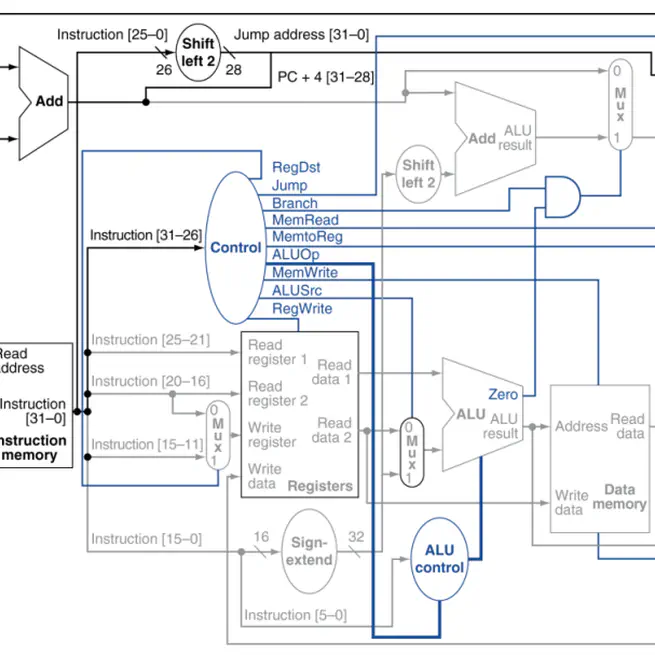 Instruction [25–0]
Shift
left 2
Jump address [31–0]
26
28
PC + 4 [31–28]
Add
0
M
u
x
1
Add
ALU
result
Shift
left 2
RegDst
Jump
Branch
MemRead
MemtoReg
ALUOp
MemWrite
ALUSrc
RegWrite
Instruction [31–26]
Control
Instruction [25–21]
Read
register 1
Read
data 1
Read
address
Instruction [20–16]
Read
register 2
Zero
Instruction
[31–0]
Instruction
memory
0
M
u
x
1
Write
register
Read
data 2
0
M
u
x
1
ALU
ALU
result
Address
Read
data
Instruction [15–11]
Write
data
Registers
Write
data
Data
memory
Instruction [15–0]
16
Sign-
extend
32
ALU
control
Instruction [5–0]